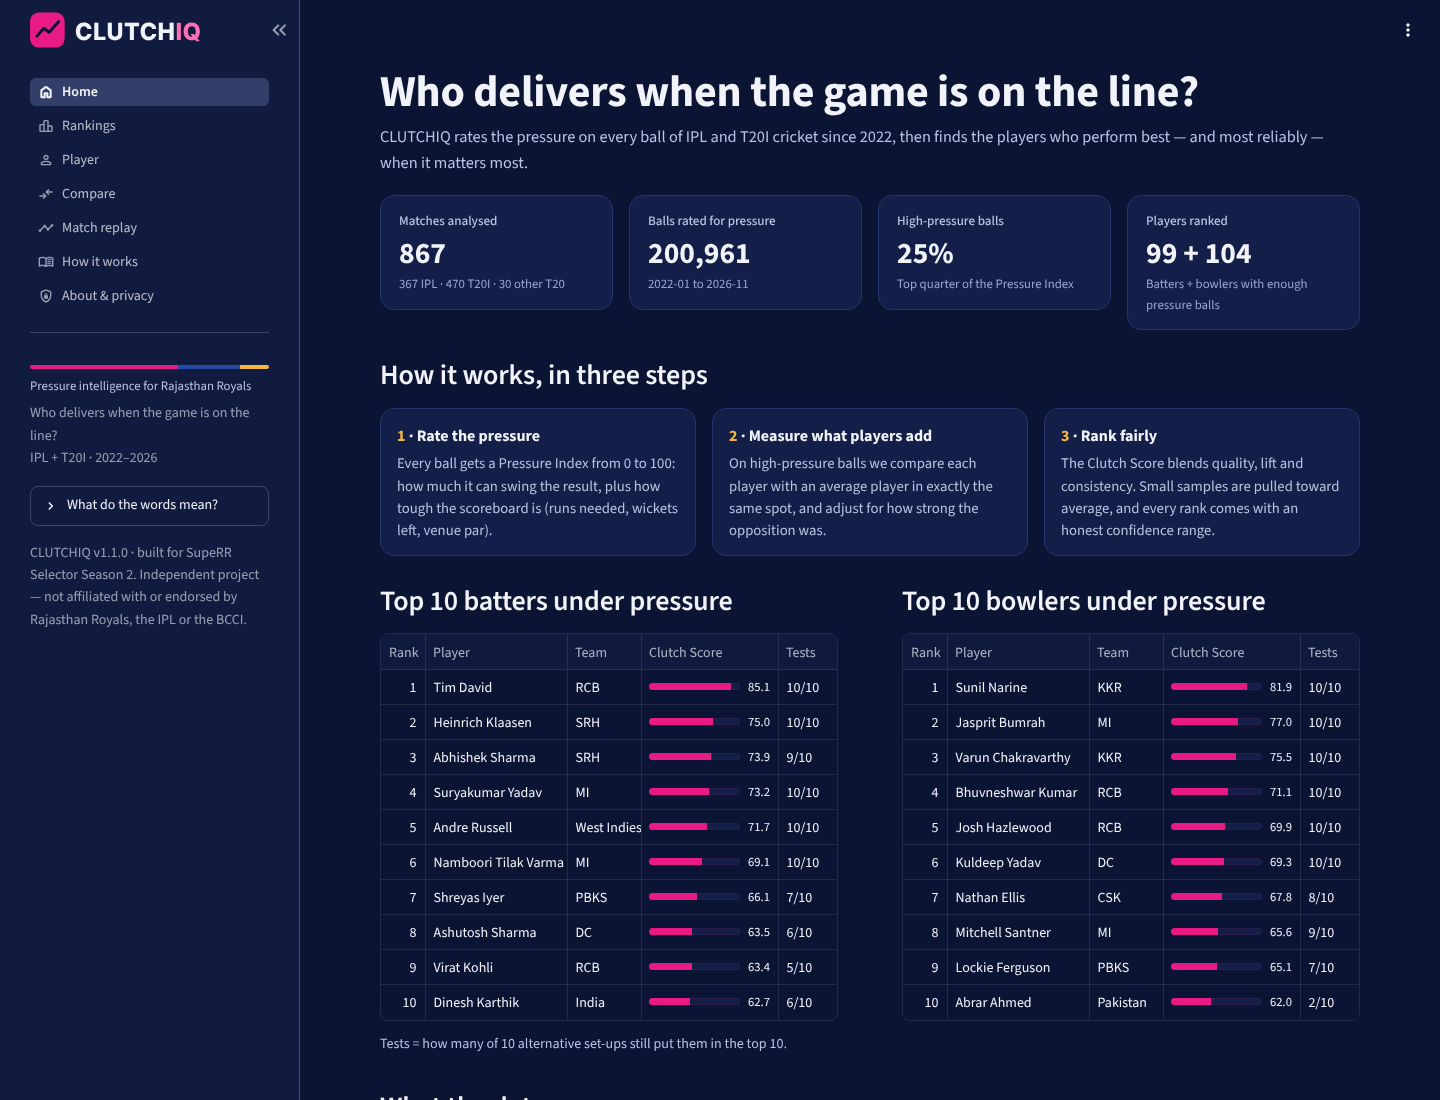 CLUTCHIQ
Home
Rankings
Player
Compare
Match replay
How it works
About & privacy
Pressure intelligence for Rajasthan Royals
Who delivers when the game is on the
line?
IPL + T20I · 2022–2026
What do the words mean?
CLUTCHIQ v1.1.0 · built for SupeRR
Selector Season 2. Independent project
— not affiliated with or endorsed by
Rajasthan Royals, the IPL or the BCCI.
Who delivers when the game is on the line?
CLUTCHIQ rates the pressure on every ball of IPL and T20I cricket since 2022, then finds the players who perform best — and most reliably —
when it matters most.
Matches analysed
867
367 IPL · 470 T20I · 30 other T20
Balls rated for pressure
200,961
2022-01 to 2026-11
High-pressure balls
25%
Top quarter of the Pressure Index
Players ranked
99 + 104
Batters + bowlers with enough
pressure balls
How it works, in three steps
1 · Rate the pressure
Every ball gets a Pressure Index from 0 to 100:
how much it can swing the result, plus how
tough the scoreboard is (runs needed, wickets
left, venue par).
2 · Measure what players add
On high-pressure balls we compare each
player with an average player in exactly the
same spot, and adjust for how strong the
opposition was.
3 · Rank fairly
The Clutch Score blends quality, lift and
consistency. Small samples are pulled toward
average, and every rank comes with an
honest confidence range.
Top 10 batters under pressure
Rank Player Team Clutch Score Tests
1 Tim David RCB 85.1 10/10
2 Heinrich Klaasen SRH 75.0 10/10
3 Abhishek Sharma SRH 73.9 9/10
4 Suryakumar Yadav MI 73.2 10/10
5 Andre Russell West Indies 71.7 10/10
6 Namboori Tilak Varma MI 69.1 10/10
7 Shreyas Iyer PBKS 66.1 7/10
8 Ashutosh Sharma DC 63.5 6/10
9 Virat Kohli RCB 63.4 5/10
10 Dinesh Karthik India 62.7 6/10
Top 10 bowlers under pressure
Rank Player Team Clutch Score Tests
1 Sunil Narine KKR 81.9 10/10
2 Jasprit Bumrah MI 77.0 10/10
3 Varun Chakravarthy KKR 75.5 10/10
4 Bhuvneshwar Kumar RCB 71.1 10/10
5 Josh Hazlewood RCB 69.9 10/10
6 Kuldeep Yadav DC 69.3 10/10
7 Nathan Ellis CSK 67.8 8/10
8 Mitchell Santner MI 65.6 9/10
9 Lockie Ferguson PBKS 65.1 7/10
10 Abrar Ahmed Pakistan 62.0 2/10
Tests = how many of 10 alternative set-ups still put them in the top 10.